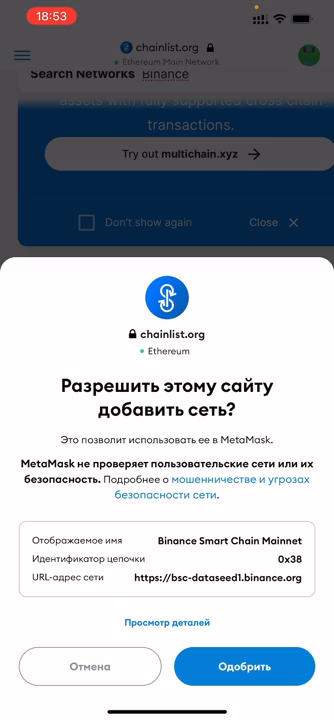 18:53
chainlist.org
Ethereum Main Network
Search Networks Binance
assets with fully supported cross chain
transactions.
Try out multichain.xyz
Don't show again
Close
chainlist.org
Ethereum
Разрешить этому сайту
добавить сеть?
Это позволит использовать ее в MetaMask.
MetaMask не проверяет пользовательские сети или их
безопасность. Подробнее о мошенничестве и угрозах
безопасности сети.
Отображаемое имя Binance Smart Chain Mainnet
Идентификатор цепочки 0x38
URL-адрес сети https://bsc-dataseed1.binance.org
Просмотр деталей
Отмена
Одобрить